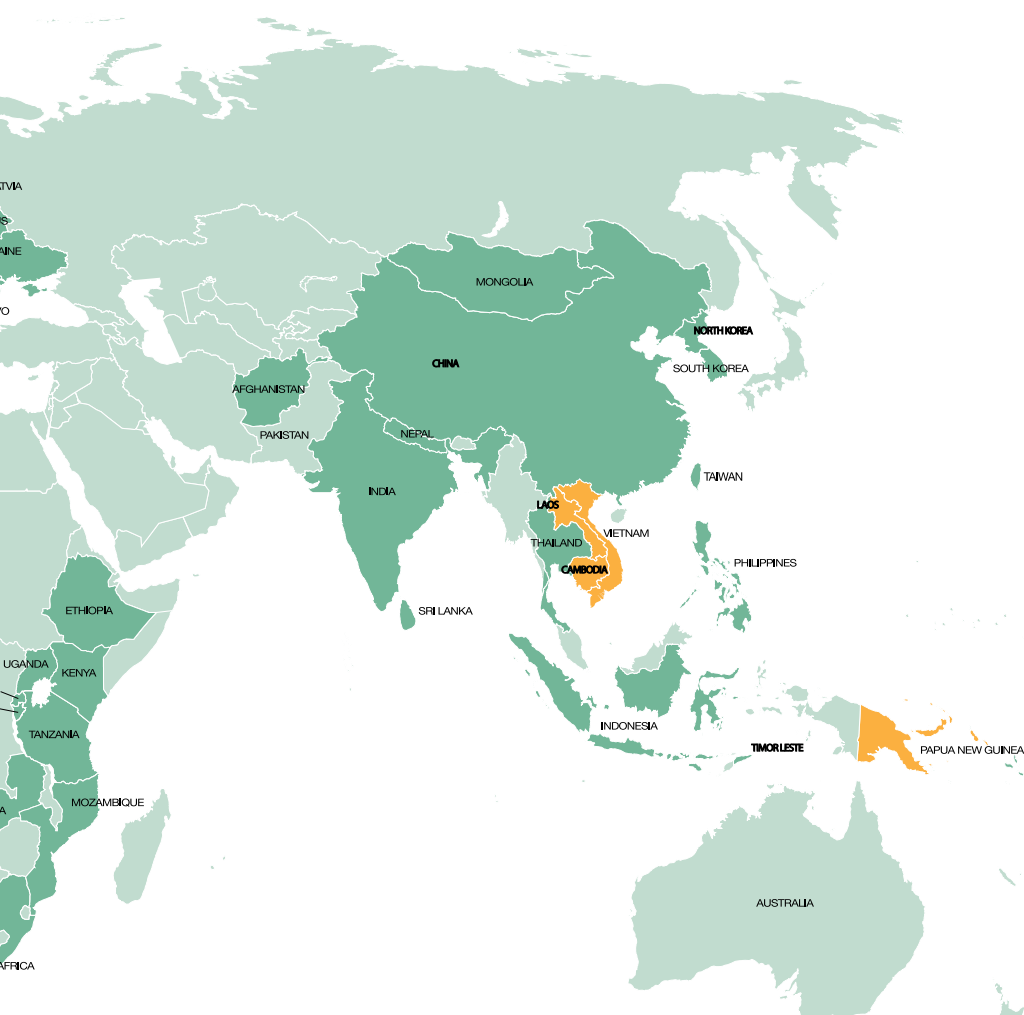 TVIA
S
AINE
MONGOLIA
VO
NORTH KOREA
CHINA
SOUTH KOREA
AFGHANISTAN
PAKISTAN
NEPAL
TAIWAN
INDIA
LAOS
VIETNAM
THAILAND
PHILIPPINES
CAMBODIA
ETHIOPIA
SRI LANKA
UGANDA
KENYA
INDONESIA
TANZANIA
TIMOR LESTE
PAPUA NEW GUINEA
MOZAMBIQUE
A
AUSTRALIA
AFRICA